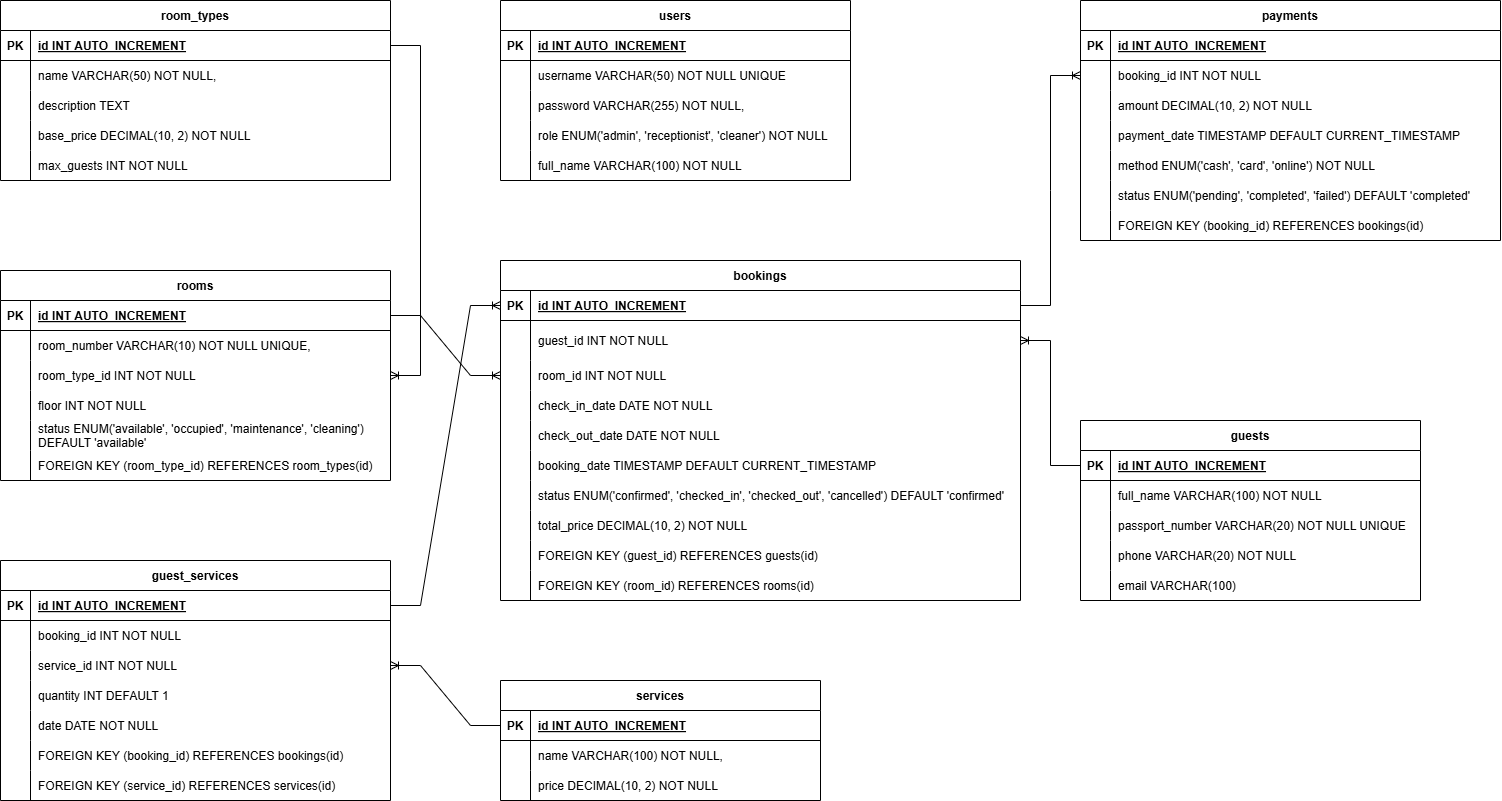 room_types
PK id INT AUTO_INCREMENT
name VARCHAR(50) NOT NULL,
description TEXT
base_price DECIMAL(10, 2) NOT NULL
max_guests INT NOT NULL
users
PK id INT AUTO_INCREMENT
username VARCHAR(50) NOT NULL UNIQUE
password VARCHAR(255) NOT NULL,
role ENUM('admin', 'receptionist', 'cleaner') NOT NULL
full_name VARCHAR(100) NOT NULL
payments
PK id INT AUTO_INCREMENT
booking_id INT NOT NULL
amount DECIMAL(10, 2) NOT NULL
payment_date TIMESTAMP DEFAULT CURRENT_TIMESTAMP
method ENUM('cash', 'card', 'online') NOT NULL
status ENUM('pending', 'completed', 'failed') DEFAULT 'completed'
FOREIGN KEY (booking_id) REFERENCES bookings(id)
rooms
PK id INT AUTO_INCREMENT
room_number VARCHAR(10) NOT NULL UNIQUE,
room_type_id INT NOT NULL
floor INT NOT NULL
status ENUM('available', 'occupied', 'maintenance', 'cleaning')
DEFAULT 'available'
FOREIGN KEY (room_type_id) REFERENCES room_types(id)
bookings
PK id INT AUTO_INCREMENT
guest_id INT NOT NULL
room_id INT NOT NULL
check_in_date DATE NOT NULL
check_out_date DATE NOT NULL
booking_date TIMESTAMP DEFAULT CURRENT_TIMESTAMP
status ENUM('confirmed', 'checked_in', 'checked_out', 'cancelled') DEFAULT 'confirmed'
total_price DECIMAL(10, 2) NOT NULL
FOREIGN KEY (guest_id) REFERENCES guests(id)
FOREIGN KEY (room_id) REFERENCES rooms(id)
guests
PK id INT AUTO_INCREMENT
full_name VARCHAR(100) NOT NULL
passport_number VARCHAR(20) NOT NULL UNIQUE
phone VARCHAR(20) NOT NULL
email VARCHAR(100)
guest_services
PK id INT AUTO_INCREMENT
booking_id INT NOT NULL
service_id INT NOT NULL
quantity INT DEFAULT 1
date DATE NOT NULL
FOREIGN KEY (booking_id) REFERENCES bookings(id)
FOREIGN KEY (service_id) REFERENCES services(id)
services
PK id INT AUTO_INCREMENT
name VARCHAR(100) NOT NULL,
price DECIMAL(10, 2) NOT NULL